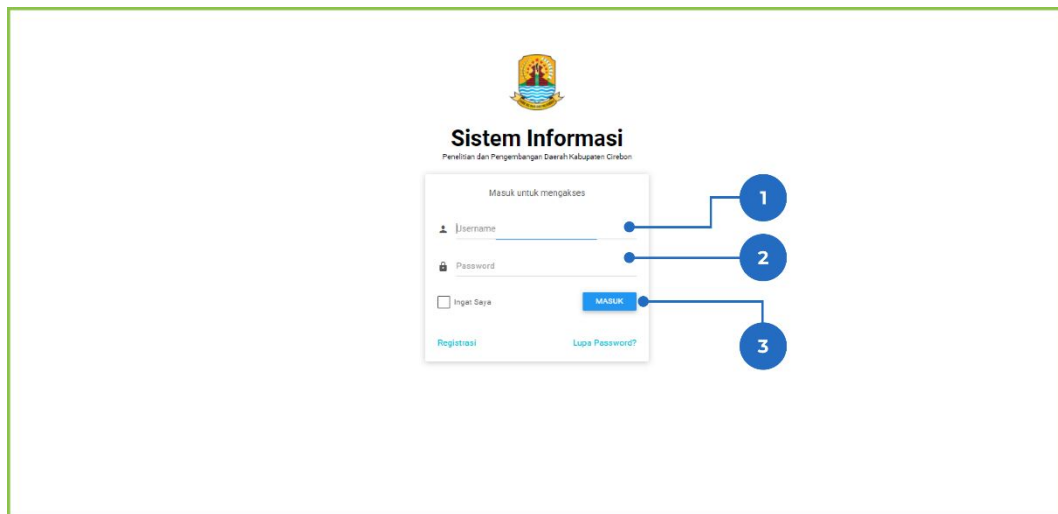 Sistem Informasi
Penelitian dan Pengembangan Daerah Kabupaten Cirebon
Masuk untuk mengakses
1
Username
2
Password
Ingat Saya
MASUK
3
Registrasi
Lupa Password?